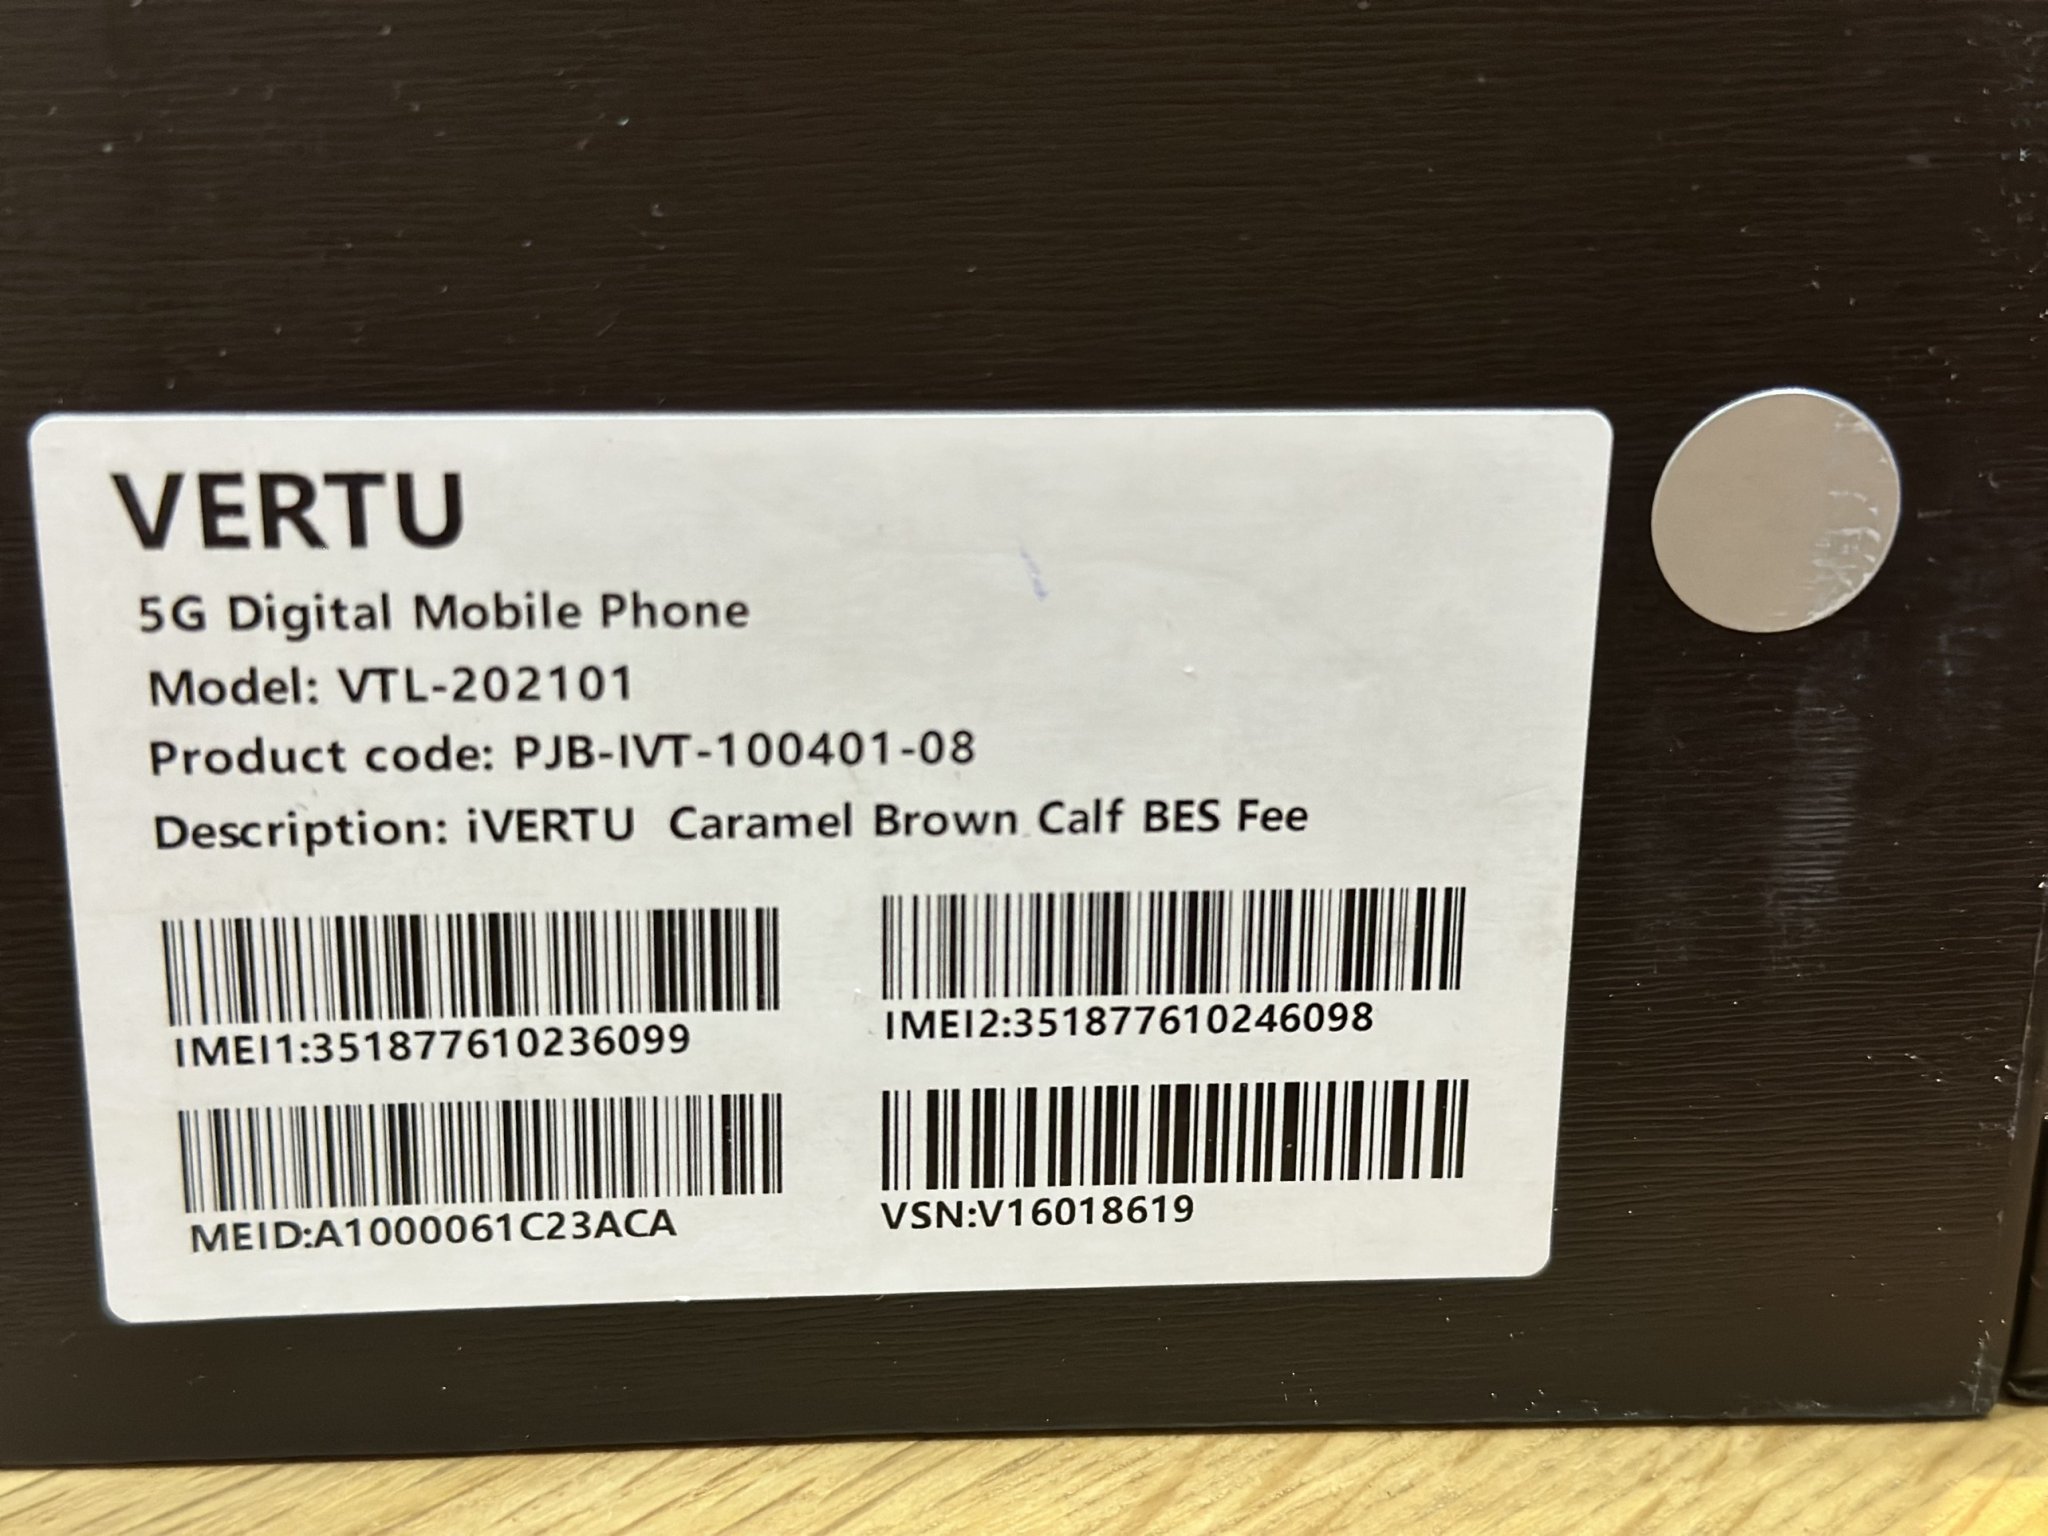 VERTU
5G Digital Mobile Phone
Model: VTL-202101
Product code: PJB-IVT-100401-08
Description: iVERTU Caramel Brown Calf BES Fee
IMEI1:351877610236099
IMEI2:351877610246098
MEID:A1000061C23ACA
VSN:V16018619